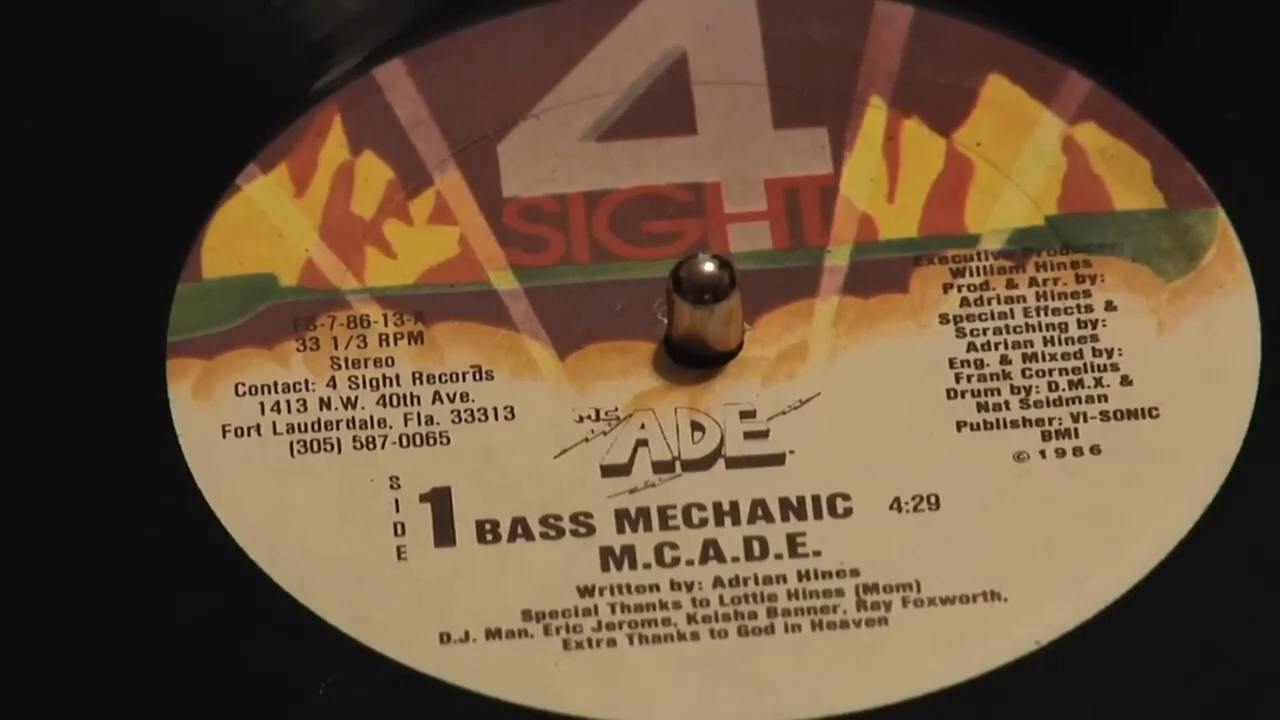 4
SIGHT
FS-7-86-13-A
33 1/3 RPM
Stereo
Contact: 4 Sight Records
1413 N.W. 40th Ave.
Fort Lauderdale, Fla. 33313
(305) 587-0065
Executive Producer:
William Hines
Prod. & Arr. by:
Adrian Hines
Special Effects &
Scratching by:
Adrian Hines
Eng. & Mixed by:
Frank Cornelius
Drum by: D.M.X. &
Nat Seidman
Publisher: VI-SONIC
BMI
© 1986
MC ADE
SIDE 1
BASS MECHANIC 4:29
M.C.A.D.E.
Written by: Adrian Hines
Special Thanks to Lottie Hines (Mom)
D.J. Man, Eric Jerome, Keisha Banner, Ray Foxworth,
Extra Thanks to God in Heaven